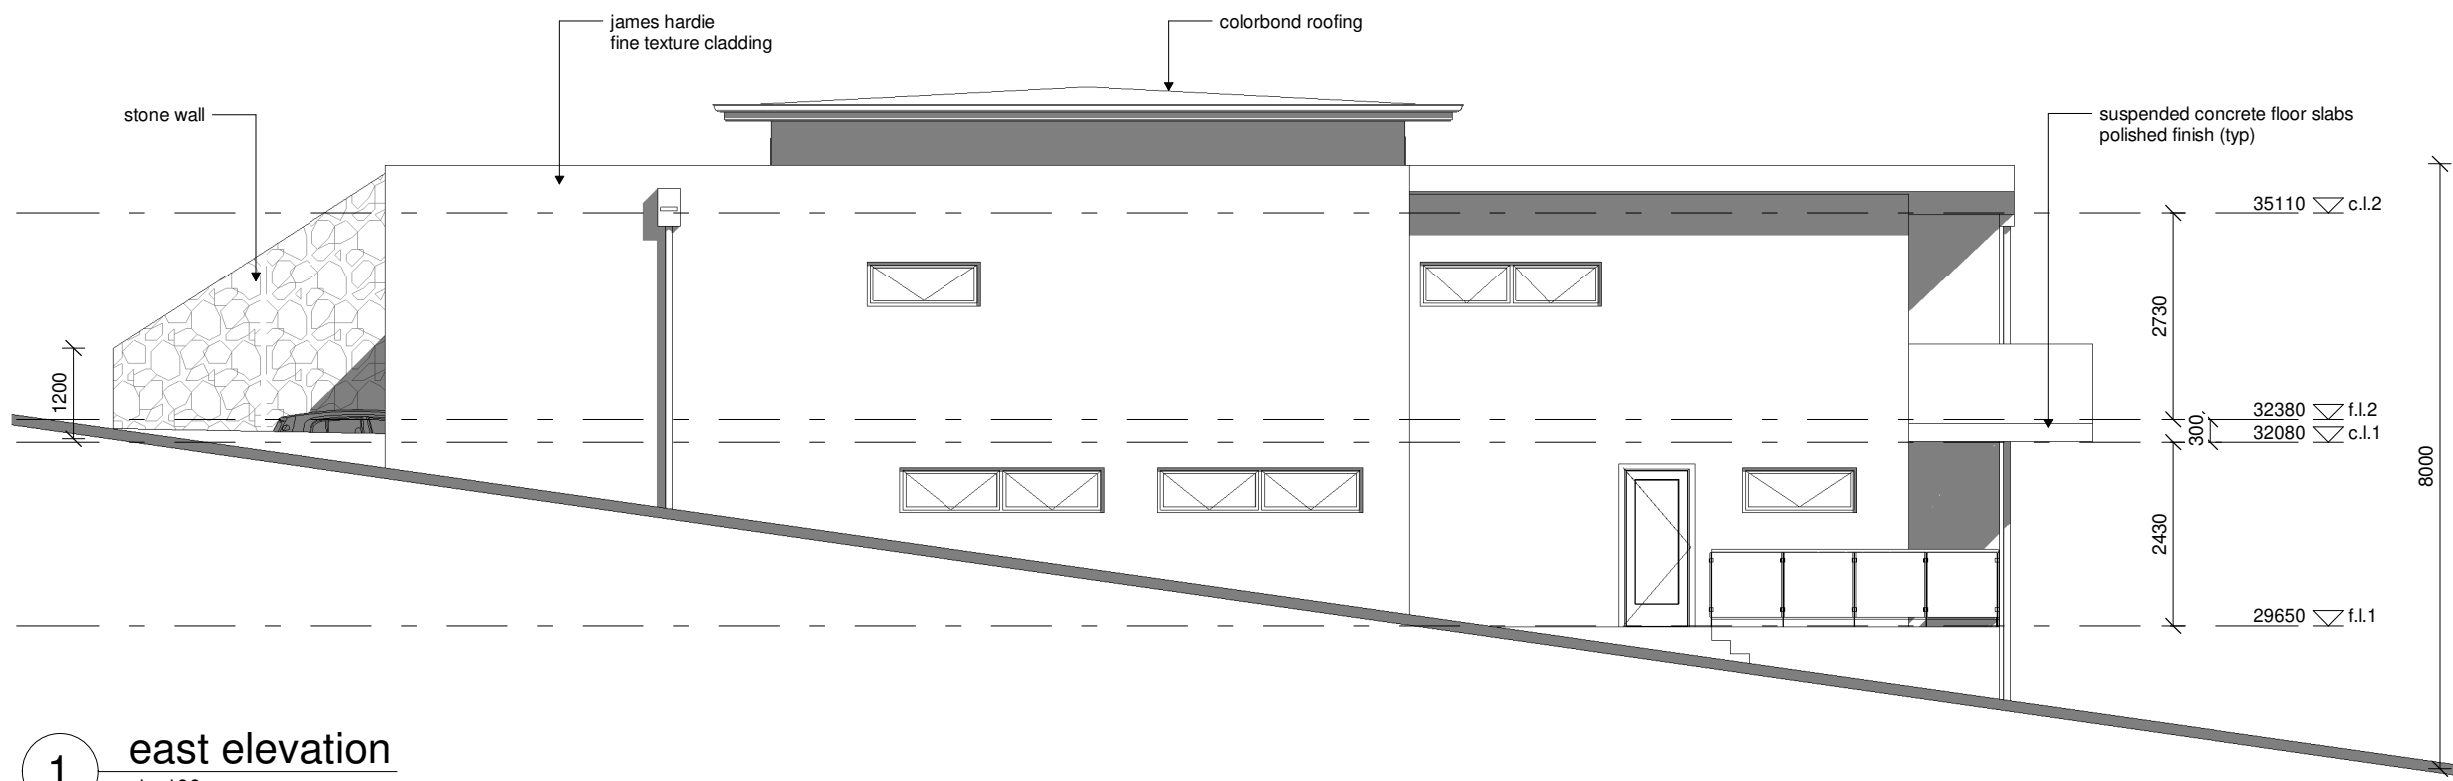 james hardie
fine texture cladding
colorbond roofing
stone wall
suspended concrete floor slabs
polished finish (typ)
35110 c.l.2
2730
1200
32380 f.l.2
300
32080 c.l.1
8000
2430
29650 f.l.1
1 east elevation